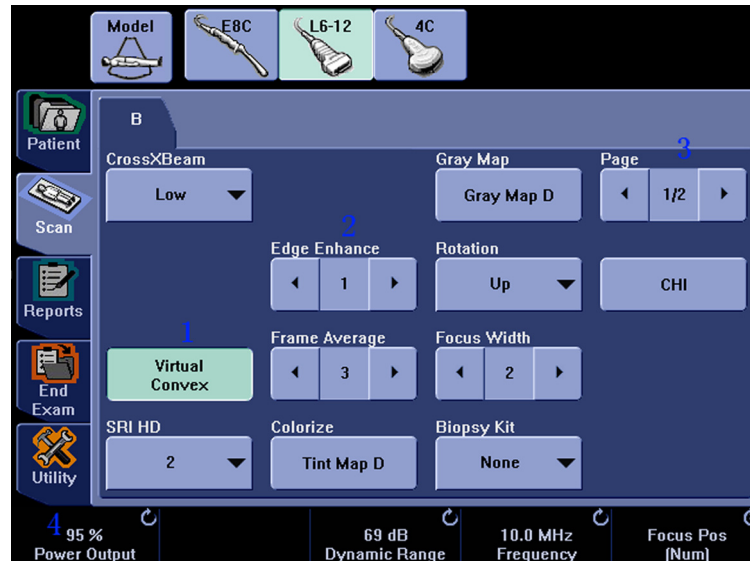 Model
E8C
L6-12
4C
Patient
B
CrossXBeam
Gray Map
Page
3
Low
Gray Map D
1/2
Scan
2
Edge Enhance
Rotation
1
Up
CHI
Reports
1
Frame Average
Focus Width
Virtual
Convex
3
2
End
Exam
SRI HD
Colorize
Biopsy Kit
2
Tint Map D
None
Utility
4
95 %
Power Output
69 dB
Dynamic Range
10.0 MHz
Frequency
Focus Pos
(Num)